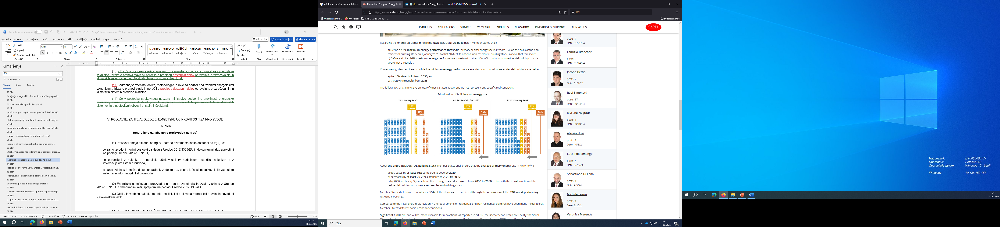 Samodejno shranjevanje
VG ZURE 11.3.2025 - Zadnjič shranil uporabnik
Brez oznaka • Shranjeno v Ta računalnik s sistemom Windows
Išči
Datoteka Osnovno Vstavljanje Načrt Postavitev Sklici Pošiljanje Pregled Ogled Pomoč
Pripombe Pregledovanje Skupna raba
Prilepi
Izreži
Kopiraj
Preslikovalnik oblik
Odložišče
Arial 10
Pisava
Odstavek
1. AaBbC AaBbCcD AaBbCcD AaBbCcD AaBbCcD a) AaBbC
Alinea za... Alinea za... Alineja za... Člen ¶ Člen_na... Črkovna t...
Slogi
Najdi
Zamenjaj
Izberi
Urejanje
Narek
Glas
Občutljivost
Občutljivost
Urejevalnik
Urejevalnik
Dodatki
Dodatki
Krmarjenje
290
Št. rezultatov: 13
Naslovi Strani Rezultati
58. člen
(izdajanje energetskih izkaznic in poročil o pregledi...
59. člen
(licenca neodvisnega strokovnjaka)
60. člen
(pristojni organ za priznavanje poklicnih kvalifikacij)
61. člen
(stalno opravljanje reguliranih poklicev za državljan...
62. člen
(občasno opravljanje reguliranih poklicev za državlj...
63. člen
(izvajalci usposabljanja za pridobitev licenc)
64. člen
(opomin ali odvzem pooblastila oziroma licence)
65. člen
(strokovni nadzor nad izdanimi energetskimi izkazni...
66. člen
(energijsko označevanje proizvodov na trgu)
67. člen
(uporaba obnovljivih virov energije, soproizvodnje i...
68. člen
(ocenjevanje in načrtovanje ogrevanja in hlajenja)
69. člen
(pretvorba, prenos in distribucija energije)
70. člen
(celovita ocena možnosti za uporabo soproizvodnje...
71. člen
(zagotavljanje statističnih podatkov o učinkovitosti...
72. člen
(način določanja izkoristka soproizvodnje z visokim...
73. člen
(10) (11) Če v postopku strokovnega nadzora ministrstvo podvomi o pravilnosti energetske
izkaznice, izkaza o prenovi stavb ali poročila o pregledu dostopnih delov ogrevalnih, prezračevalnih in
klimatskih sistemov in o ugotovitvah obvesti pristojni inšpektorat.
(11)Podrobnejšo vsebino, obliko, metodologijo in roke za nadzor nad izdanimi energetskimi
izkaznicami, izkazi o prenovi stavb in poročili o pregledu dostopnih delov ogrevalnih, prezračevalnih in
klimatskih sistemih predpiše minister.
(11) Če v postopku strokovnega nadzora ministrstvo podvomi o pravilnosti energetske
izkaznice, izkaza o prenovi stavb ali poročila o pregledu ogrevalnih, prezračevalnih in klimatskih
sistemov in o ugotovitvah obvesti pristojni inšpektorat.
V. POGLAVJE: ZAHTEVE GLEDE ENERGETSKE UČINKOVITOSTI ZA PROIZVODE
66. člen
(energijsko označevanje proizvodov na trgu)
(1) Proizvodi smejo biti dani na trg, v uporabo oziroma so lahko dostopni na trgu, ko:
- so zanje izvedeni merilni postopki v skladu z Uredbo 2017/1369/EU in delegiranimi akti, sprejetimi
na podlagi Uredbe 2017/1369/EU,
- so opremljeni z nalepko o energijski učinkovitosti (v nadaljnjem besedilu: nalepka) in z
informacijskim listom proizvoda,
- je zanje izdelana tehnična dokumentacija, ki zadostuje za oceno točnosti podatkov, ki jih vsebujeta
nalepka in informacijski list proizvoda.
(2) Energijsko označevanje proizvodov na trgu se zagotavlja in izvaja v skladu z Uredbo
2017/1369/EU in delegiranimi akti, sprejetimi na podlagi Uredbe 2017/1369/EU.
(3) Oblika in vsebina nalepke ter informacijski list proizvoda morajo biti pravilni in navedeni
v slovenskem jeziku.
VI. POGLAVJE: ENERGETSKA UČINKOVITOST SISTEMOV OSKRBE Z ENERGIJO
Stran 81 od 163 2 od 71360 besed slovenščina Dostopnost: preverite priporočila
Fokus 120%
16:11
11. 03. 2025
minimum requirements epbd
The revised European Energy Pe
How will the Energy Perf
WorldGBC-MEPS-factsheet-1.pdf
https://www.carel.com/blog/-/blogs/the-revised-european-energy-performance-of-buildings-directive-part-1-
Išči
Uvozi zaznamke ... Prvi koraki LIFE CLEAN ENERGY T...
Drugi zaznamki
PRODUCTS APPLICATIONS SERVICES WHY CAREL ABOUT US NEWSROOM INVESTOR & GOVERNANCE CONTACT US
CAREL
Regarding the energy efficiency of existing NON-RESIDENTIAL buildings¹³, Member States shall:
a) Define a 16% maximum energy performance threshold [primary or final energy use in kWh/(m²*y)] on the basis of the non-
residential building stock on 1 January 2020 so that "16% of its national non-residential building stock is above that threshold";
b) Define a similar 26% maximum energy performance threshold so that "26% of its national non-residential building stock is
above that threshold".
Consequently, Member States shall define minimum energy performance standards so that all non-residential buildings are below:
a) the 16% threshold from 2030, and
b) the 26% threshold from 2033.
The following charts aim to give an idea of what is stated above, and do not represent any specific real conditions:
Distribution of buildings vs. energy use
of 1 January 2020
in 1 Jan 2030-31 Dec 2032
from 1 January 2033
26%
threshold
16%
threshold
26%
threshold
16%
threshold
26%
threshold
16%
threshold
About the entire RESIDENTIAL building stock, Member States shall ensure that the average primary energy use in kWh/(m²*y):
a) decreases by at least 16% compared to 2020 by 2030;
b) decreases by at least 20-22% compared to 2020 by 2035;
c) by 2040, and every 5 years thereafter ... progressive decrease ... from 2030 to 2050, in line with the transformation of the
residential building stock into a zero-emission building stock.
Member States shall ensure that at least 55% of the decrease ... is achieved through the renovation of the 43% worst-performing
residential buildings.
Compared to the initial EPBD draft revision¹⁴, the requirements on residential and non-residential buildings have been made milder to suit
Member States' different socio-economic conditions.
Significant funds are, and will be, made available for renovations, as reported in art. 17: the Recovery and Resilience Facility, the Social
posts: 7
Date: 11/21/24
Fabrizio Brancher
posts: 3
Date: 11/14/24
Jacopo Bettio
posts: 2
Date: 11/7/24
Raul Simonetti
posts: 37
Date: 10/24/24
Martina Negrato
posts: 1
Date: 10/10/24
Alessio Novi
posts: 1
Date: 10/3/24
Luca Poldelmengo
posts: 4
Date: 9/26/24
Sebastiano Di Lena
posts: 1
Date: 9/5/24
Michela Lezuo
posts: 1
Date: 8/22/24
Veronica Merenda
Iščite
16:11
11. 03. 2025
21
Računalnik: DT0020064777
Uporabnik: PotocarE43
Operacijski sistem: Windows 10 - 64bit
IP naslov: 10.136.159.163
16:11
11. 03. 2025